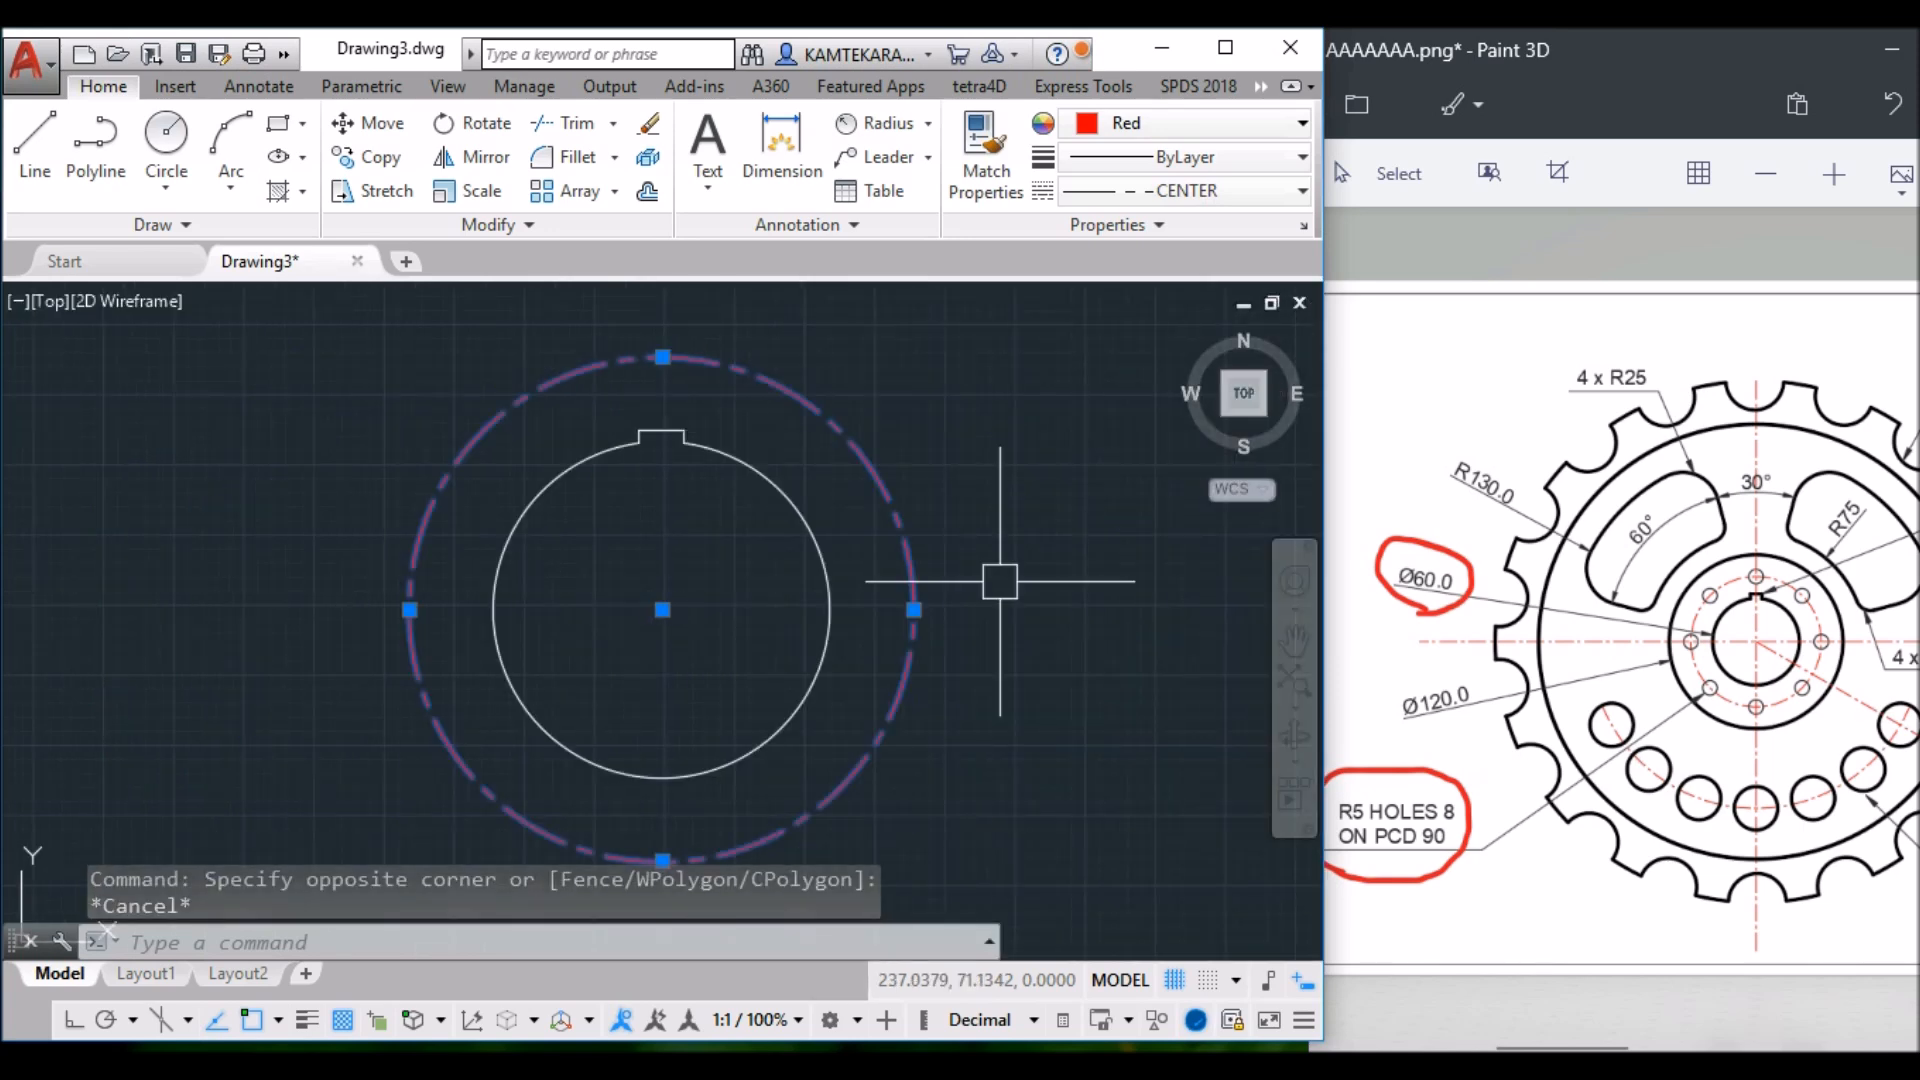 Drawing3.dwg
Type a keyword or phrase
KAMTEKARA...
AAAAAAA.png* - Paint 3D
Home Insert Annotate Parametric View Manage Output Add-ins A360 Featured Apps tetra4D Express Tools SPDS 2018
Move Rotate Trim Radius Red
Line Polyline Circle Arc Copy Mirror Fillet Text Dimension Leader Match Properties ByLayer
Stretch Scale Array Table CENTER
Select
Draw Modify Annotation Properties
Start Drawing3*
[−][Top][2D Wireframe]
N
W TOP E
S
WCS
4 x R25
R130.0
30°
60°
R75
Ø60.0
Ø120.0
4 x
R5 HOLES 8
ON PCD 90
Y
X
Command: Specify opposite corner or [Fence/WPolygon/CPolygon]:
*Cancel*
Type a command
Model Layout1 Layout2
237.0379, 71.1342, 0.0000 MODEL
1:1 / 100% Decimal